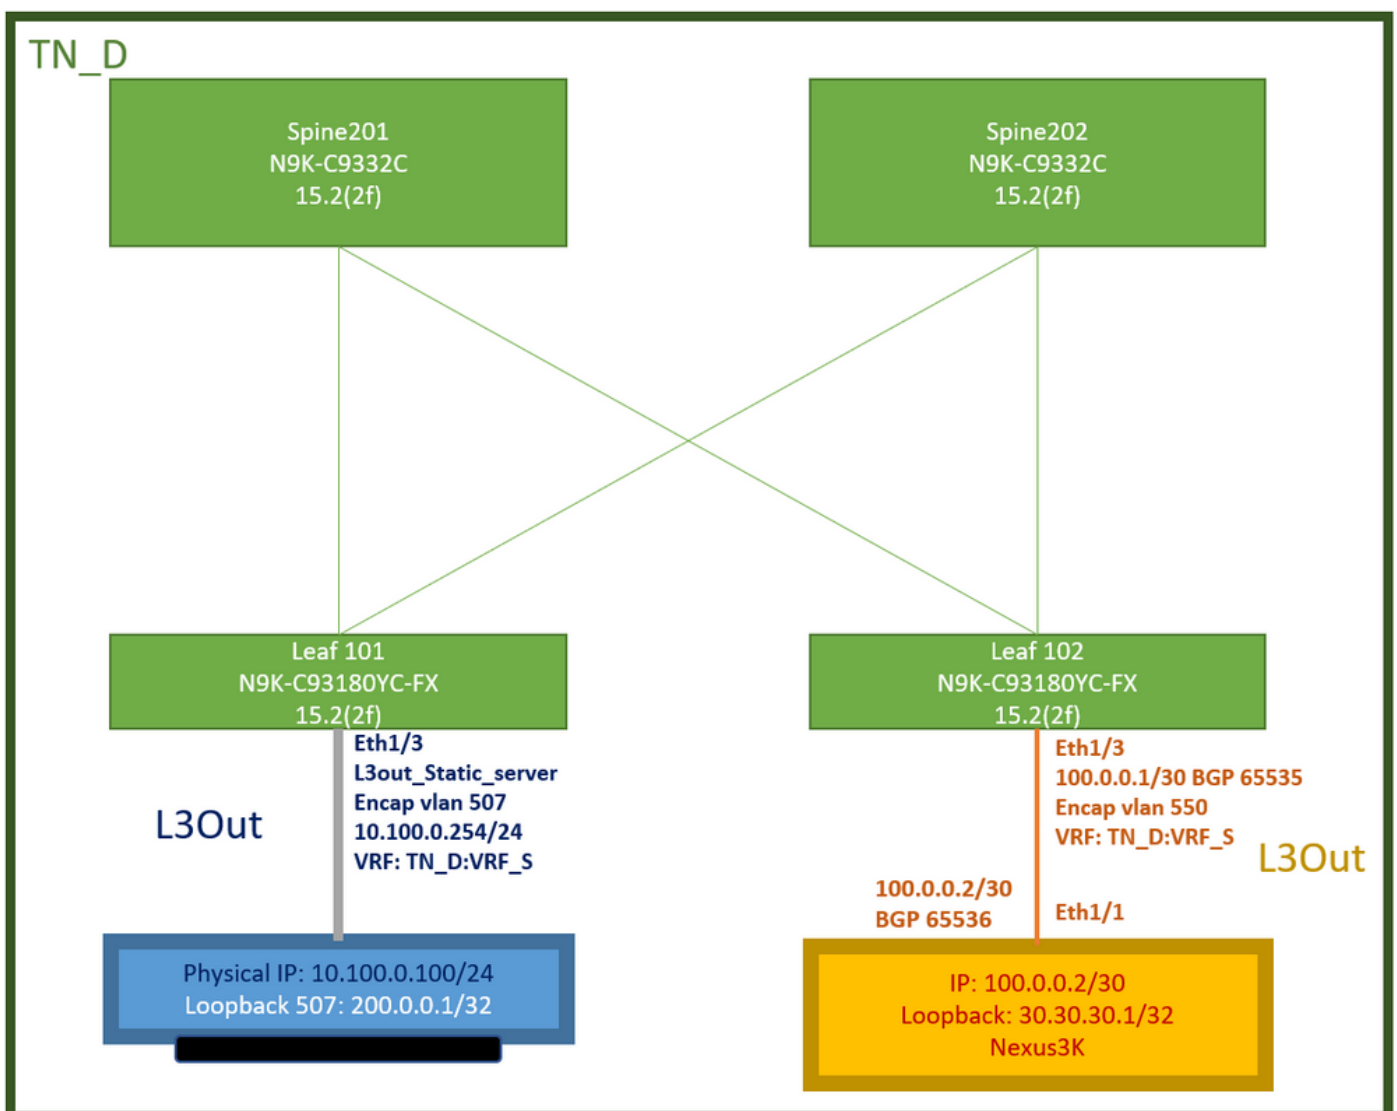 TN_D
Spine201
N9K-C9332C
15.2(2f)
Spine202
N9K-C9332C
15.2(2f)
Leaf 101
N9K-C93180YC-FX
15.2(2f)
Leaf 102
N9K-C93180YC-FX
15.2(2f)
L3Out
Eth1/3
L3out_Static_server
Encap vlan 507
10.100.0.254/24
VRF: TN_D:VRF_S
Eth1/3
100.0.0.1/30 BGP 65535
Encap vlan 550
VRF: TN_D:VRF_S
L3Out
100.0.0.2/30
BGP 65536
Eth1/1
Physical IP: 10.100.0.100/24
Loopback 507: 200.0.0.1/32
IP: 100.0.0.2/30
Loopback: 30.30.30.1/32
Nexus3K